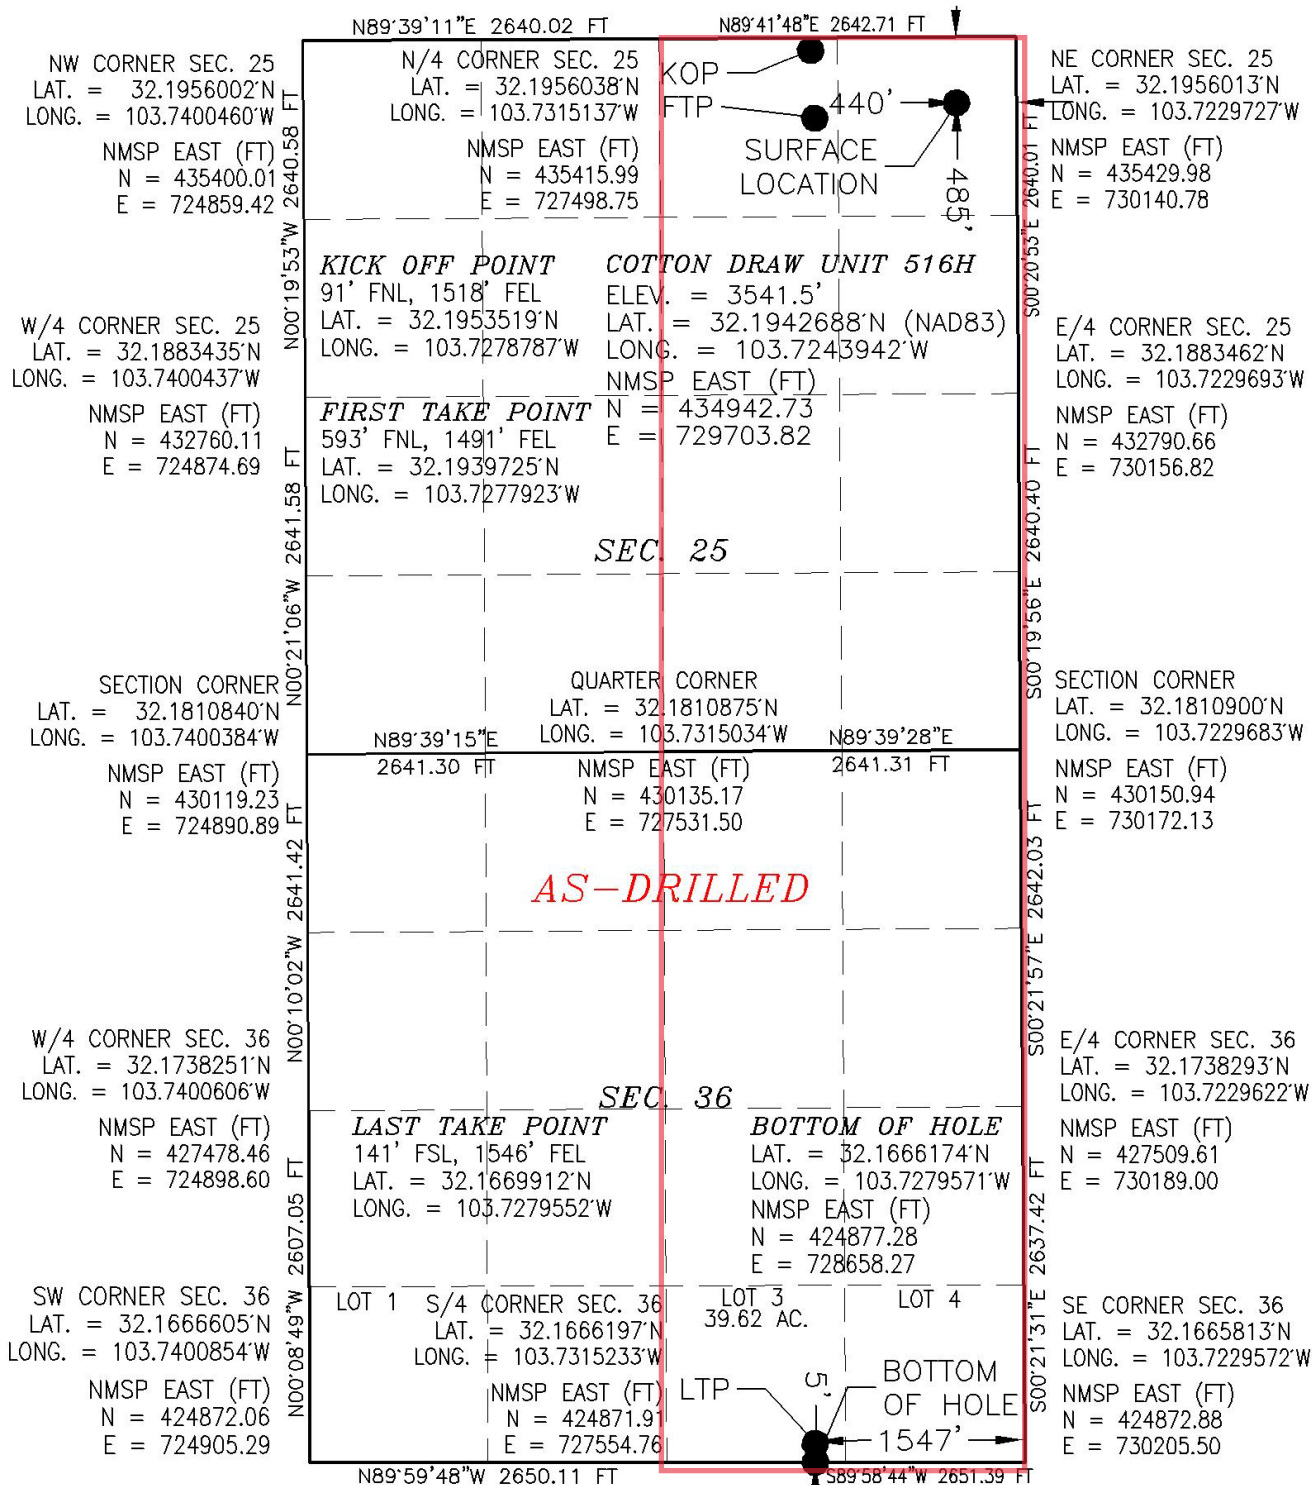 N89°39'11"E 2640.02 FT
N89°41'48"E 2642.71 FT
NW CORNER SEC. 25
LAT. = 32.1956002°N
LONG. = 103.7400460°W
NMSP EAST (FT)
N = 435400.01
E = 724859.42
N/4 CORNER SEC. 25
LAT. = 32.1956038°N
LONG. = 103.7315137°W
NMSP EAST (FT)
N = 435415.99
E = 727498.75
KOP
FTP
440'
SURFACE
LOCATION
485'
NE CORNER SEC. 25
LAT. = 32.1956013°N
LONG. = 103.7229727°W
NMSP EAST (FT)
N = 435429.98
E = 730140.78
N00°19'53"W 2640.58 FT
S00°20'53"E 2640.01 FT
KICK OFF POINT
91' FNL, 1518' FEL
LAT. = 32.1953519°N
LONG. = 103.7278787°W
COTTON DRAW UNIT 516H
ELEV. = 3541.5'
LAT. = 32.1942688°N (NAD83)
LONG. = 103.7243942°W
NMSP EAST (FT)
N = 434942.73
E = 729703.82
FIRST TAKE POINT
593' FNL, 1491' FEL
LAT. = 32.1939725°N
LONG. = 103.7277923°W
W/4 CORNER SEC. 25
LAT. = 32.1883435°N
LONG. = 103.7400437°W
NMSP EAST (FT)
N = 432760.11
E = 724874.69
E/4 CORNER SEC. 25
LAT. = 32.1883462°N
LONG. = 103.7229693°W
NMSP EAST (FT)
N = 432790.66
E = 730156.82
SEC. 25
N00°21'06"W 2641.58 FT
S00°19'56"E 2640.40 FT
SECTION CORNER
LAT. = 32.1810840°N
LONG. = 103.7400384°W
NMSP EAST (FT)
N = 430119.23
E = 724890.89
QUARTER CORNER
LAT. = 32.1810875°N
LONG. = 103.7315034°W
NMSP EAST (FT)
N = 430135.17
E = 727531.50
N89°39'15"E
2641.30 FT
N89°39'28"E
2641.31 FT
SECTION CORNER
LAT. = 32.1810900°N
LONG. = 103.7229683°W
NMSP EAST (FT)
N = 430150.94
E = 730172.13
AS-DRILLED
N00°10'02"W 2641.42 FT
S00°21'57"E 2642.03 FT
W/4 CORNER SEC. 36
LAT. = 32.1738251°N
LONG. = 103.7400606°W
NMSP EAST (FT)
N = 427478.46
E = 724898.60
SEC. 36
E/4 CORNER SEC. 36
LAT. = 32.1738293°N
LONG. = 103.7229622°W
NMSP EAST (FT)
N = 427509.61
E = 730189.00
LAST TAKE POINT
141' FSL, 1546' FEL
LAT. = 32.1669912°N
LONG. = 103.7279552°W
BOTTOM OF HOLE
LAT. = 32.1666174°N
LONG. = 103.7279571°W
NMSP EAST (FT)
N = 424877.28
E = 728658.27
N00°08'49"W 2607.05 FT
S00°21'31"E 2637.42 FT
SW CORNER SEC. 36
LAT. = 32.1666605°N
LONG. = 103.7400854°W
NMSP EAST (FT)
N = 424872.06
E = 724905.29
LOT 1
S/4 CORNER SEC. 36
LAT. = 32.1666197°N
LONG. = 103.7315233°W
NMSP EAST (FT)
N = 424871.91
E = 727554.76
LOT 3
39.62 AC.
LOT 4
LTP
5'
BOTTOM
OF HOLE
1547'
SE CORNER SEC. 36
LAT. = 32.1665813°N
LONG. = 103.7229572°W
NMSP EAST (FT)
N = 424872.88
E = 730205.50
N89°59'48"W 2650.11 FT
S89°58'44"W 2651.39 FT